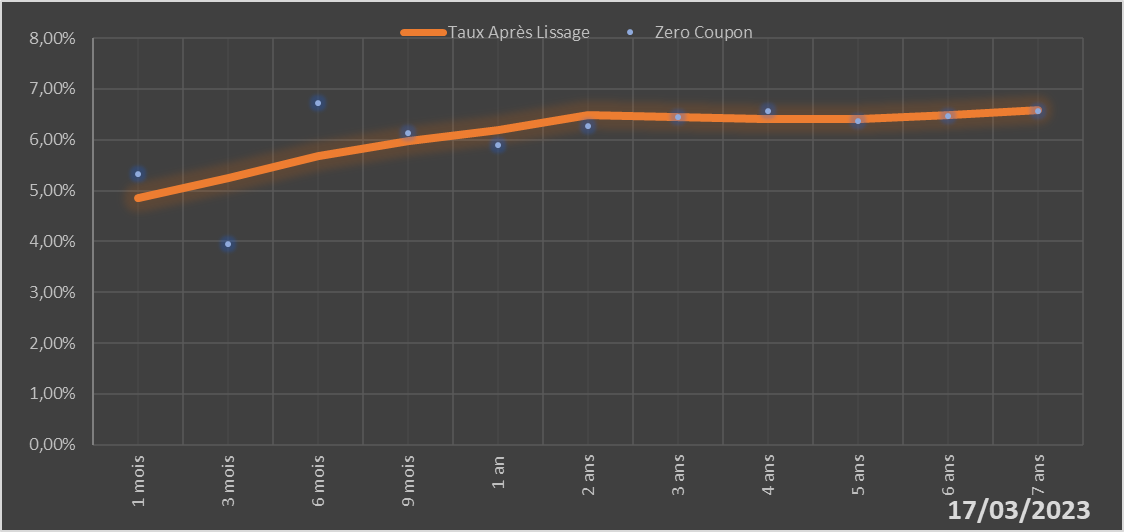 Taux Après Lissage Zero Coupon
8,00%
7,00%
6,00%
5,00%
4,00%
3,00%
2,00%
1,00%
0,00%
1 mois
3 mois
6 mois
9 mois
1 an
2 ans
3 ans
4 ans
5 ans
6 ans
7 ans
17/03/2023